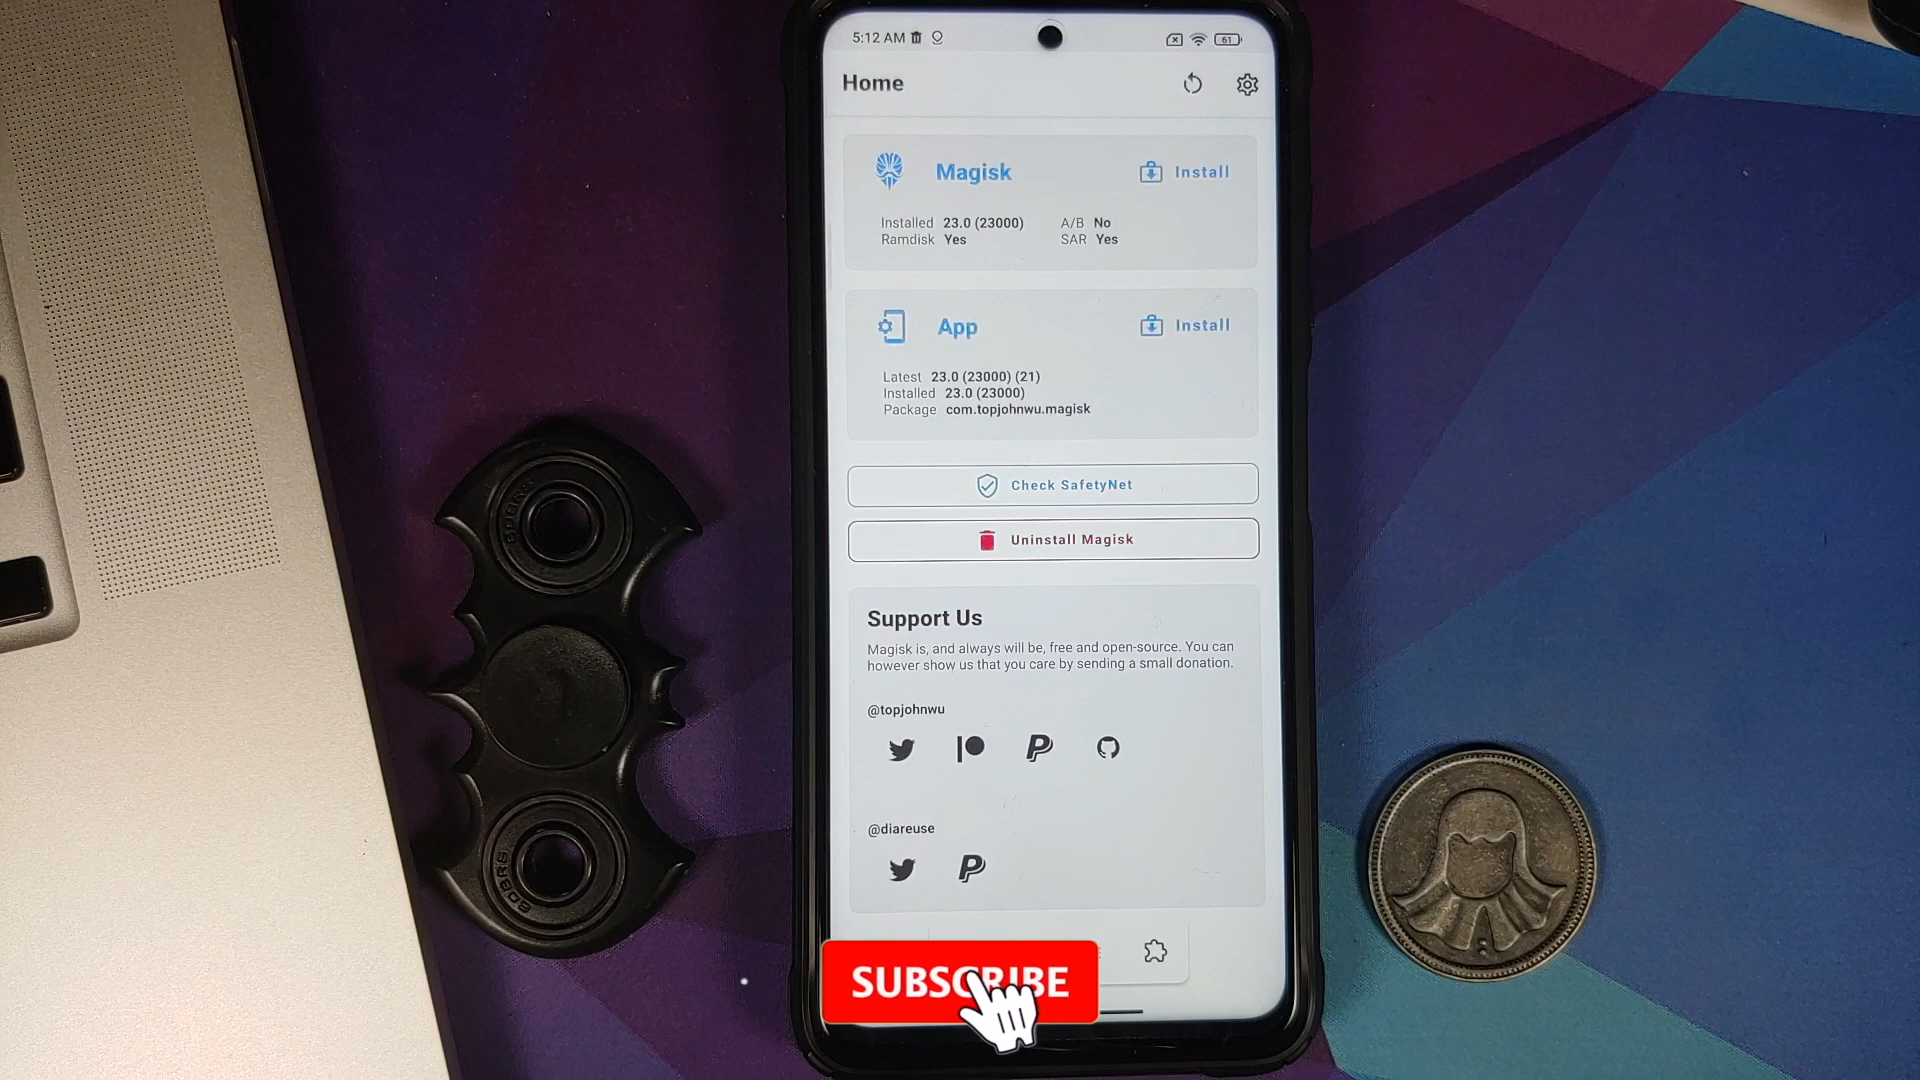 5:12 AM
61
Home
Magisk
Install
Installed 23.0 (23000)
A/B No
Ramdisk Yes
SAR Yes
App
Install
Latest 23.0 (23000) (21)
Installed 23.0 (23000)
Package com.topjohnwu.magisk
Check SafetyNet
Uninstall Magisk
Support Us
Magisk is, and always will be, free and open-source. You can
however show us that you care by sending a small donation.
@topjohnwu
@diareuse
SUBSCRIBE